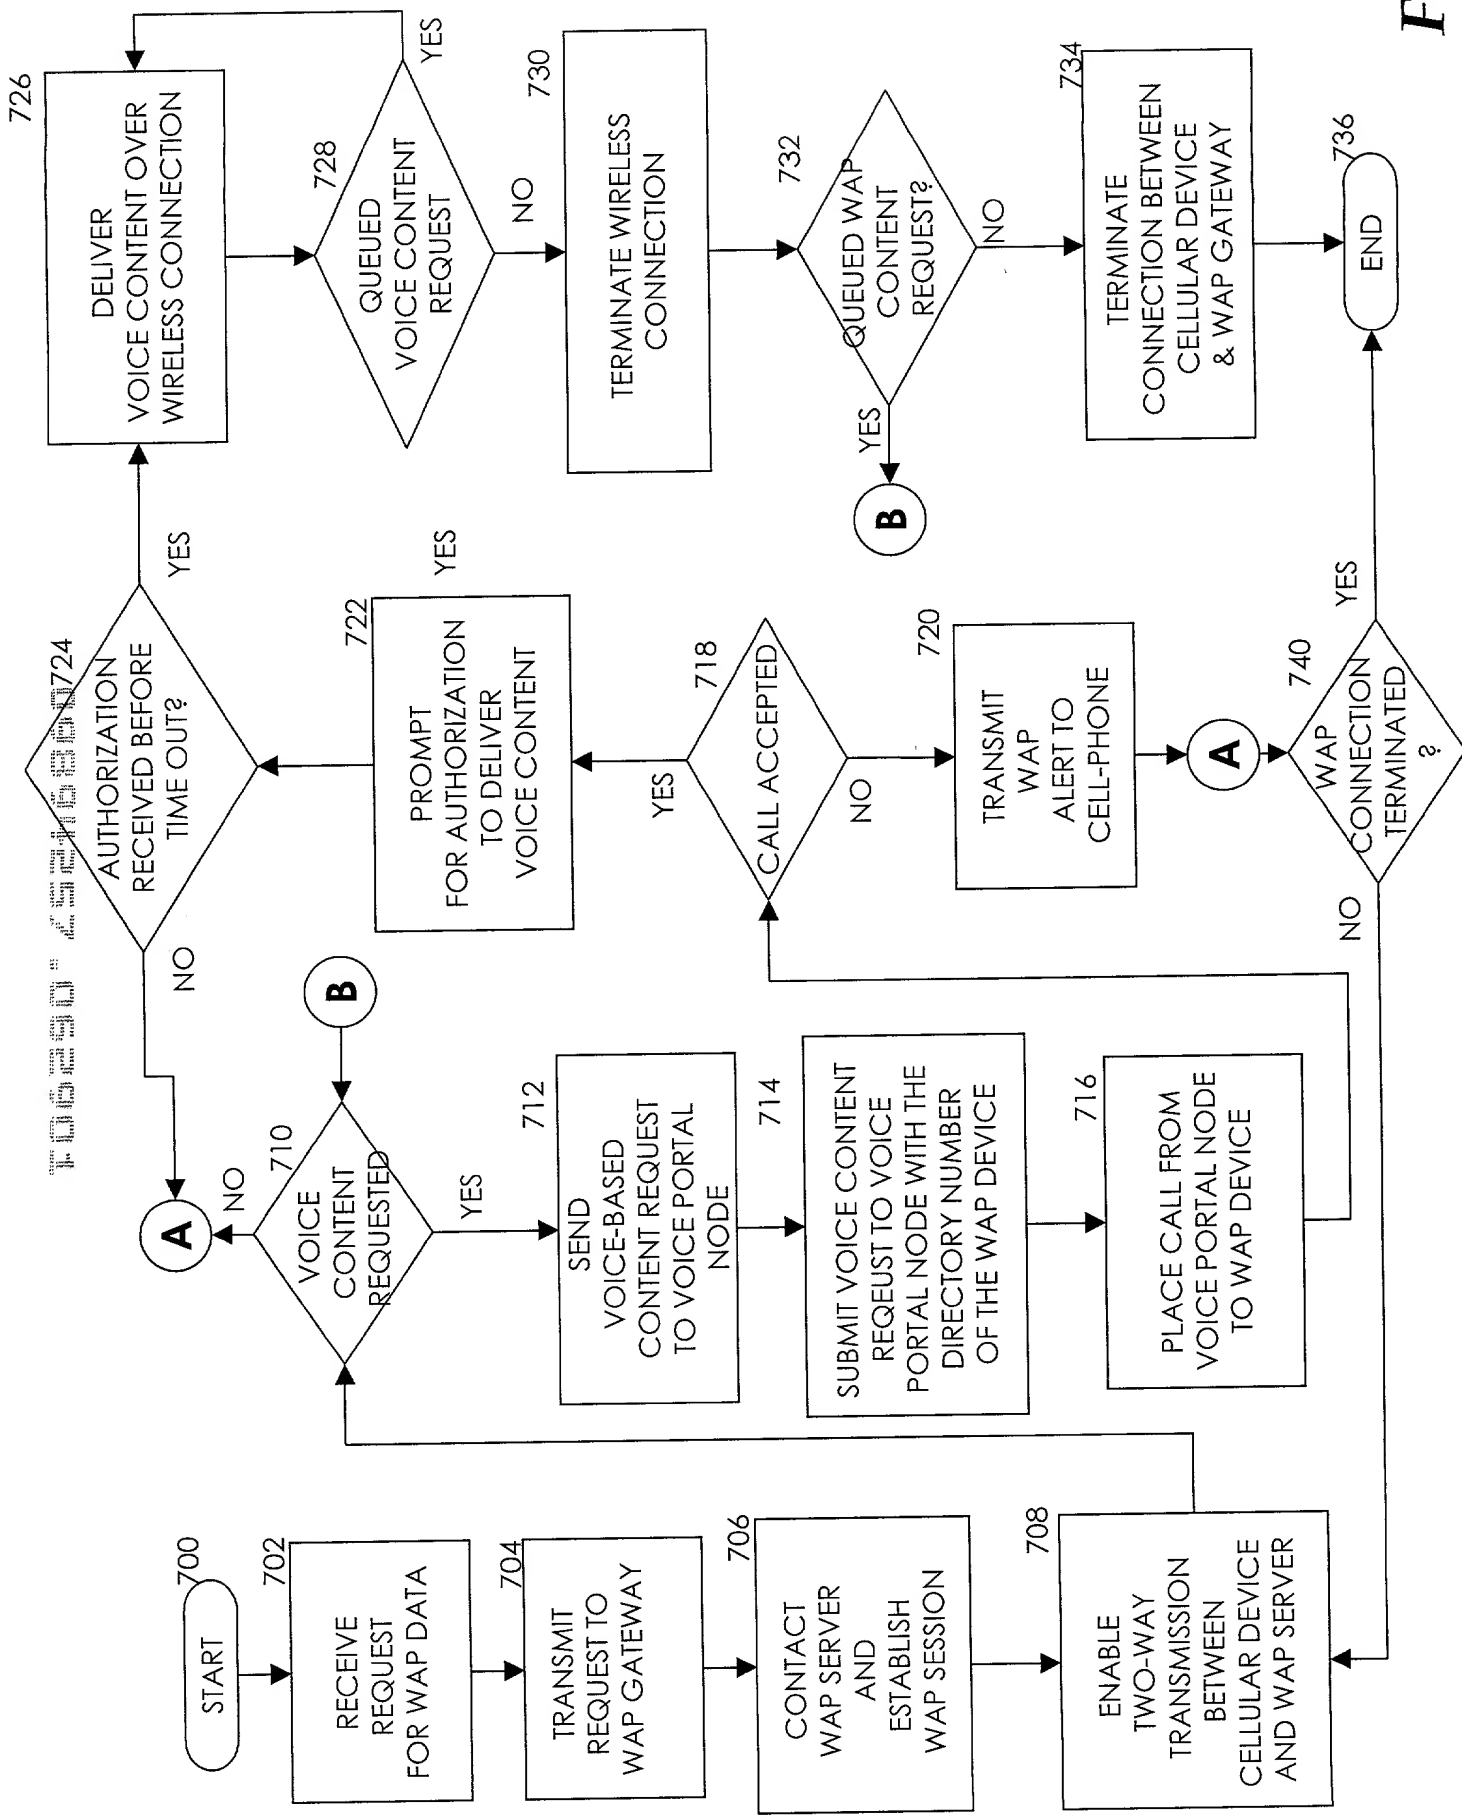 700
START
702
RECEIVE
REQUEST
FOR WAP DATA
704
TRANSMIT
REQUEST TO
WAP GATEWAY
706
CONTACT
WAP SERVER
AND
ESTABLISH
WAP SESSION
708
ENABLE
TWO-WAY
TRANSMISSION
BETWEEN
CELLULAR DEVICE
AND WAP SERVER
A
NO
710
VOICE
CONTENT
REQUESTED
B
YES
712
SEND
VOICE-BASED
CONTENT REQUEST
TO VOICE PORTAL
NODE
714
SUBMIT VOICE CONTENT
REQEUST TO VOICE
PORTAL NODE WITH THE
DIRECTORY NUMBER
OF THE WAP DEVICE
716
PLACE CALL FROM
VOICE PORTAL NODE
TO WAP DEVICE
09894257.062901
724
AUTHORIZATION
RECEIVED BEFORE
TIME OUT?
NO
YES
722
PROMPT
FOR AUTHORIZATION
TO DELIVER
VOICE CONTENT
YES
YES
718
CALL ACCEPTED
NO
720
TRANSMIT
WAP
ALERT TO
CELL-PHONE
A
740
WAP
CONNECTION
TERMINATED
?
NO
YES
726
DELIVER
VOICE CONTENT OVER
WIRELESS CONNECTION
728
QUEUED
VOICE CONTENT
REQUEST
YES
NO
730
TERMINATE WIRELESS
CONNECTION
732
QUEUED WAP
CONTENT
REQUEST?
YES
B
NO
734
TERMINATE
CONNECTION BETWEEN
CELLULAR DEVICE
& WAP GATEWAY
736
END
F